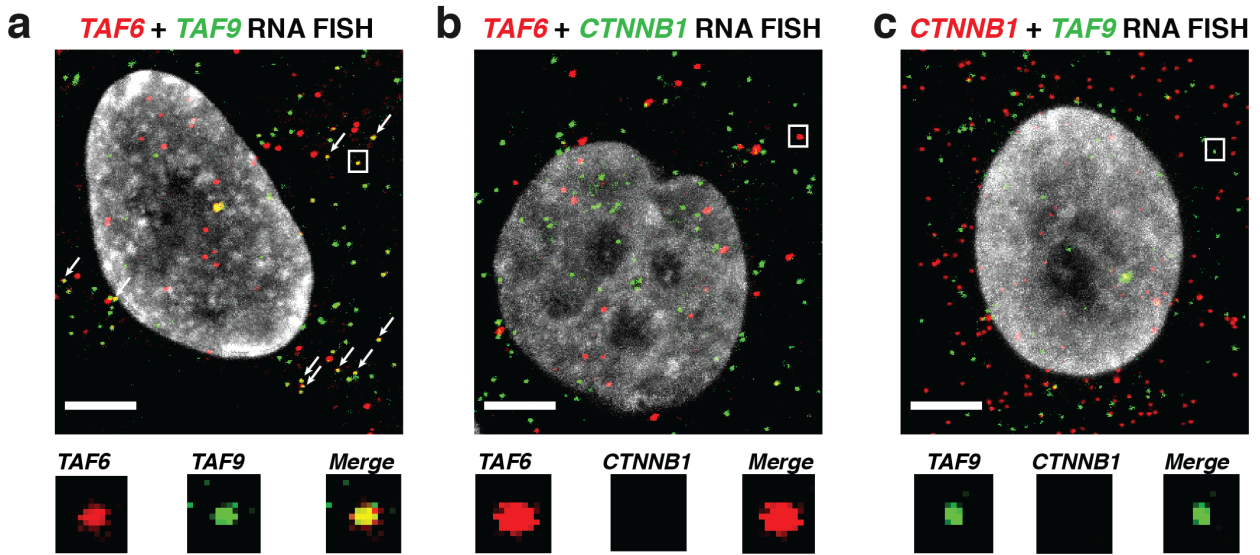 a TAF6 + TAF9 RNA FISH
b TAF6 + CTNNB1 RNA FISH
c CTNNB1 + TAF9 RNA FISH
TAF6 TAF9 Merge
TAF6 CTNNB1 Merge
TAF9 CTNNB1 Merge